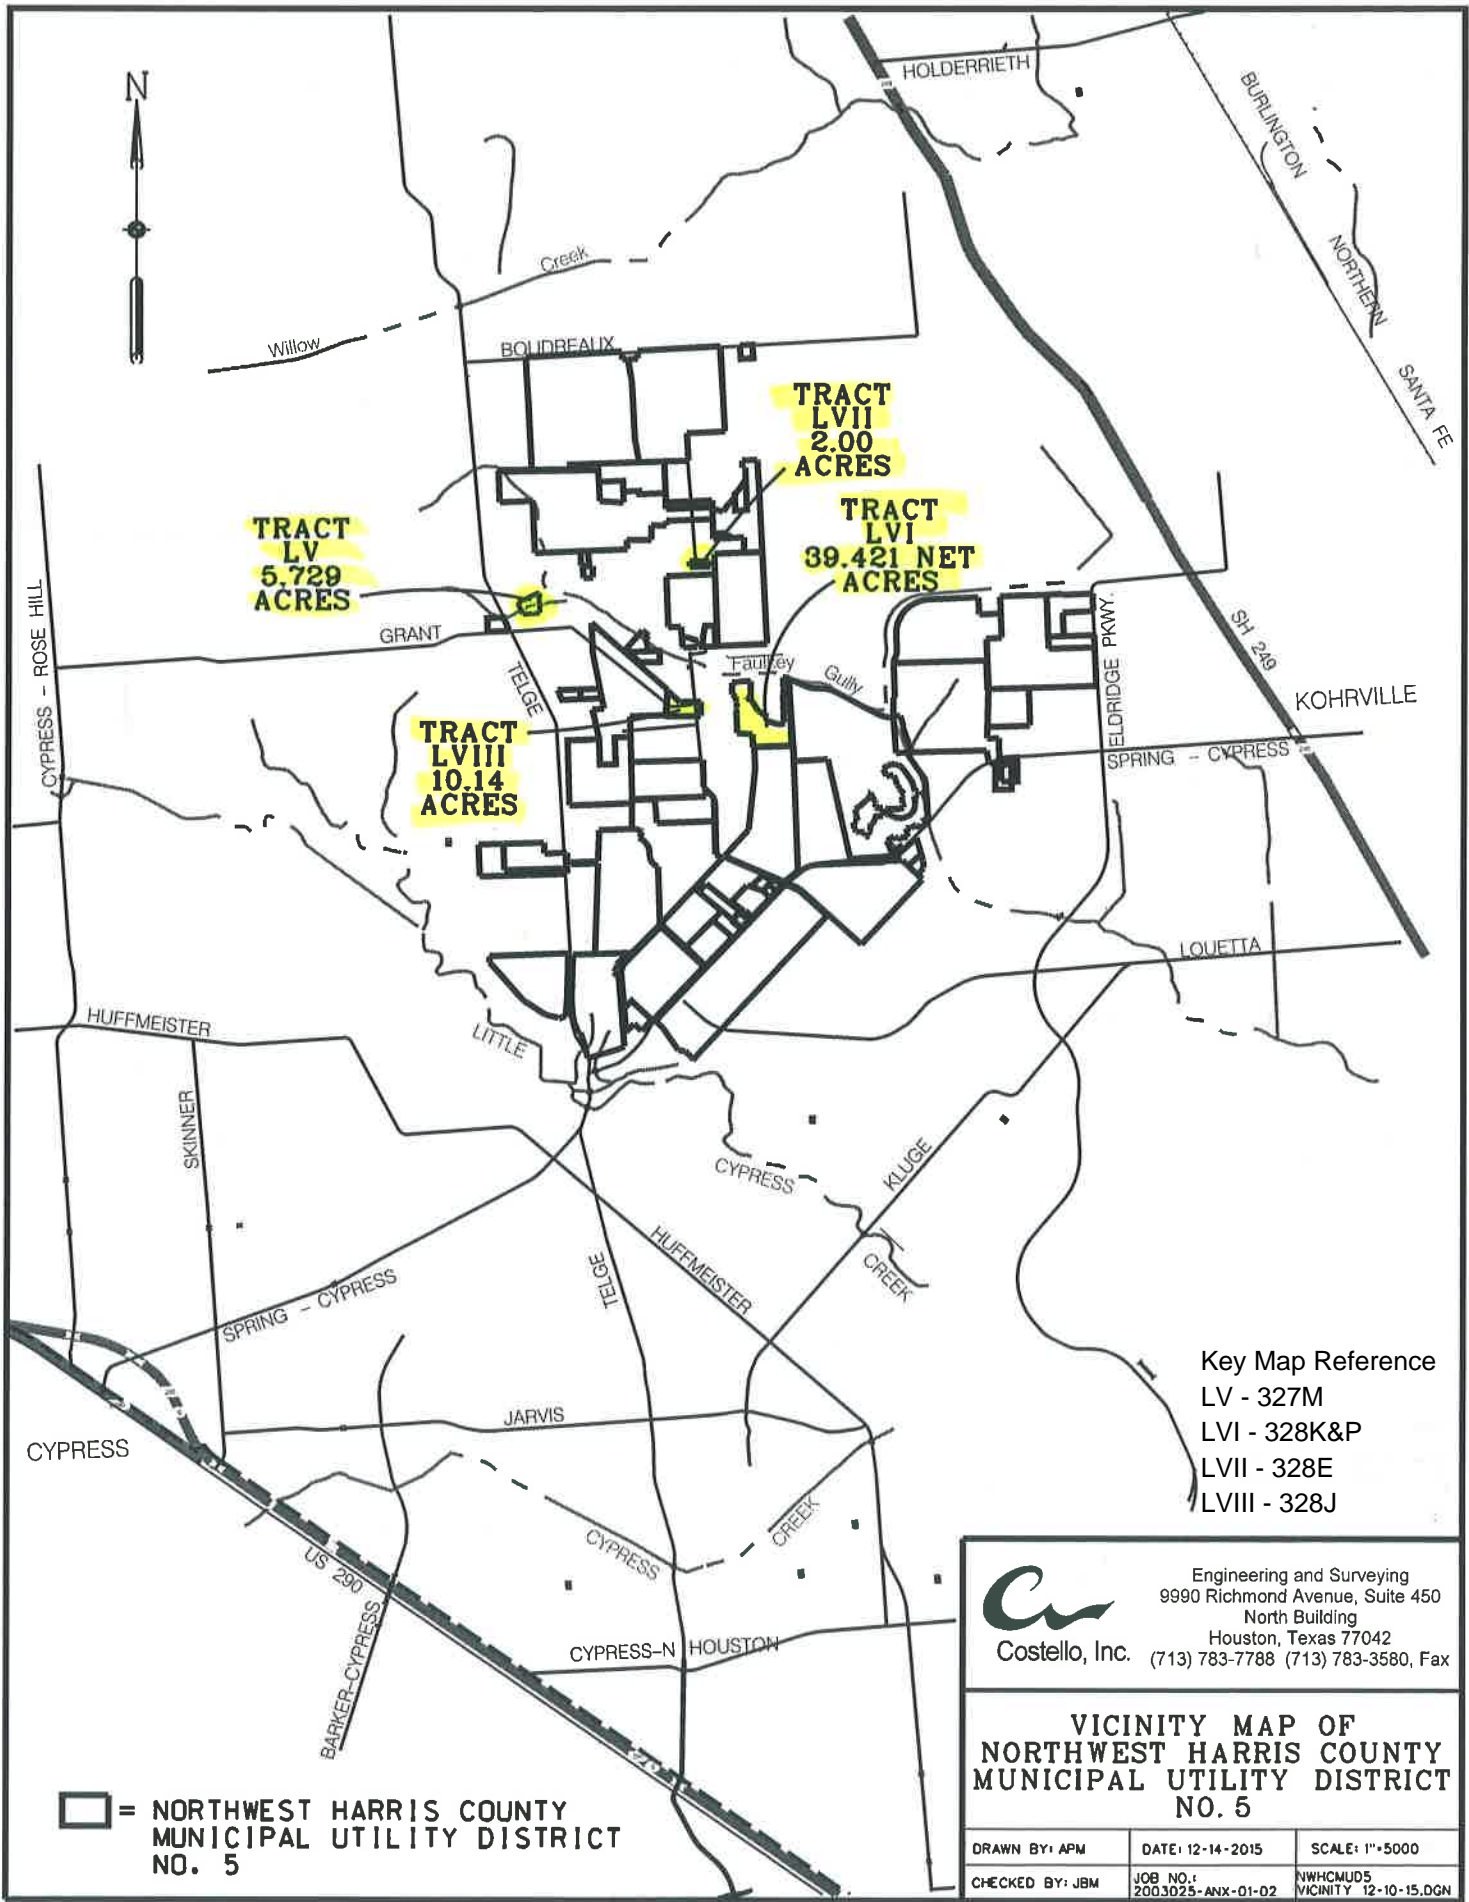 HOLDERRIETH
N
BURLINGTON
NORTHERN
SANTA FE
Creek
Willow
BOUDREAUX
TRACT
LVII
2.00
ACRES
TRACT
LVI
39.421 NET
ACRES
TRACT
LV
5.729
ACRES
CYPRESS - ROSE HILL
GRANT
TELGE
Faulkey
Gully
ELDRIDGE PKWY.
SH 249
KOHRVILLE
SPRING - CYPRESS
TRACT
LVIII
10.14
ACRES
LOUETTA
HUFFMEISTER
LITTLE
SKINNER
CYPRESS
CREEK
KLUGE
TELGE
HUFFMEISTER
SPRING - CYPRESS
Key Map Reference
LV - 327M
LVI - 328K&P
LVII - 328E
LVIII - 328J
JARVIS
CYPRESS
CYPRESS
CREEK
US 290
BARKER-CYPRESS
CYPRESS-N HOUSTON
Costello, Inc.
Engineering and Surveying
9990 Richmond Avenue, Suite 450
North Building
Houston, Texas 77042
(713) 783-7788 (713) 783-3580, Fax
VICINITY MAP OF
NORTHWEST HARRIS COUNTY
MUNICIPAL UTILITY DISTRICT
NO. 5
= NORTHWEST HARRIS COUNTY
MUNICIPAL UTILITY DISTRICT
NO. 5
DRAWN BY: APM
DATE: 12-14-2015
SCALE: 1"=5000
CHECKED BY: JBM
JOB NO.:
2003025-ANX-01-02
NWHCMUD5
VICINITY 12-10-15.DGN